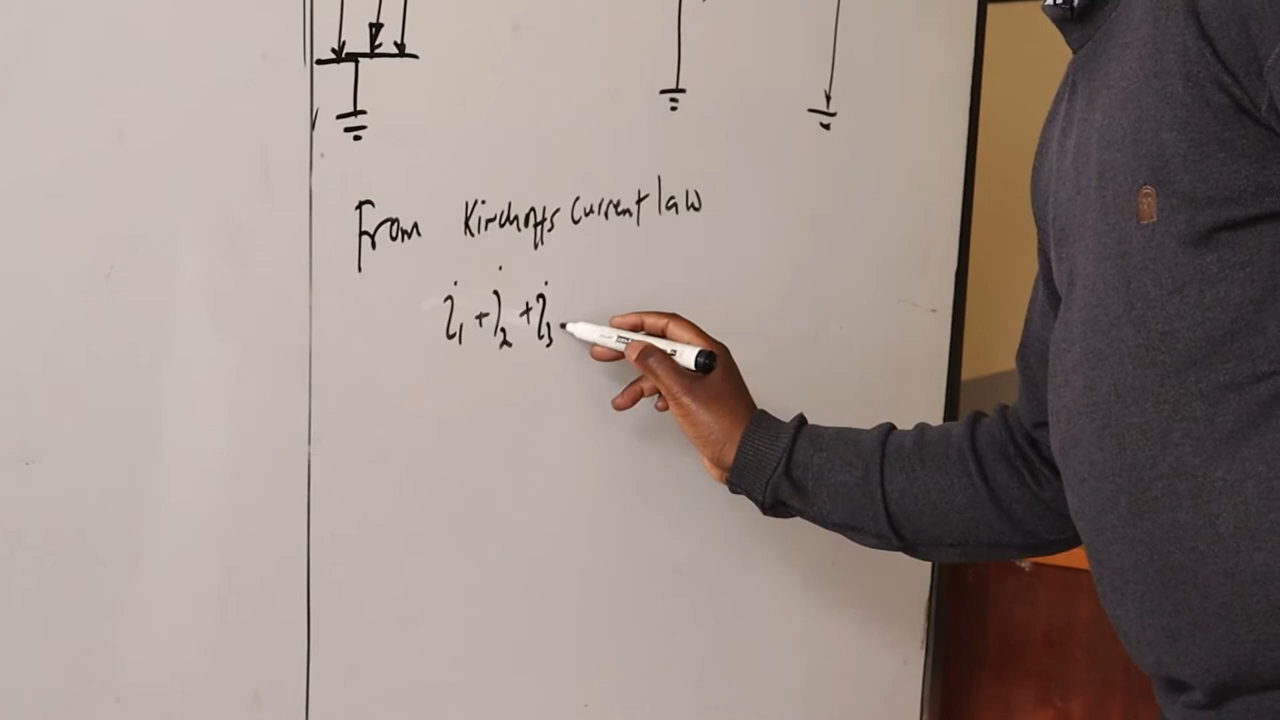 From Kirchoffs Current law
i₁ + i₂ + i₃